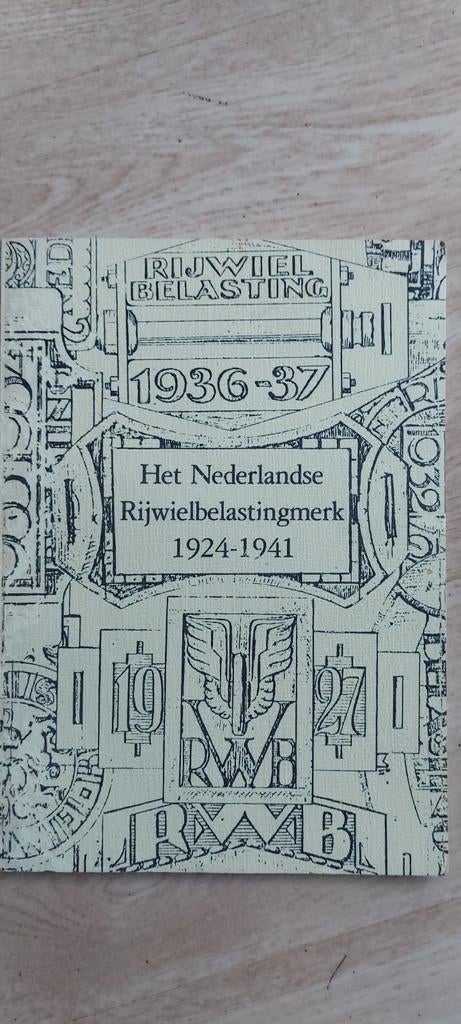 RIJWIEL
BELASTING
1936-37
Het Nederlandse
Rijwielbelastingmerk
1924-1941
19 27
RWB
RWB